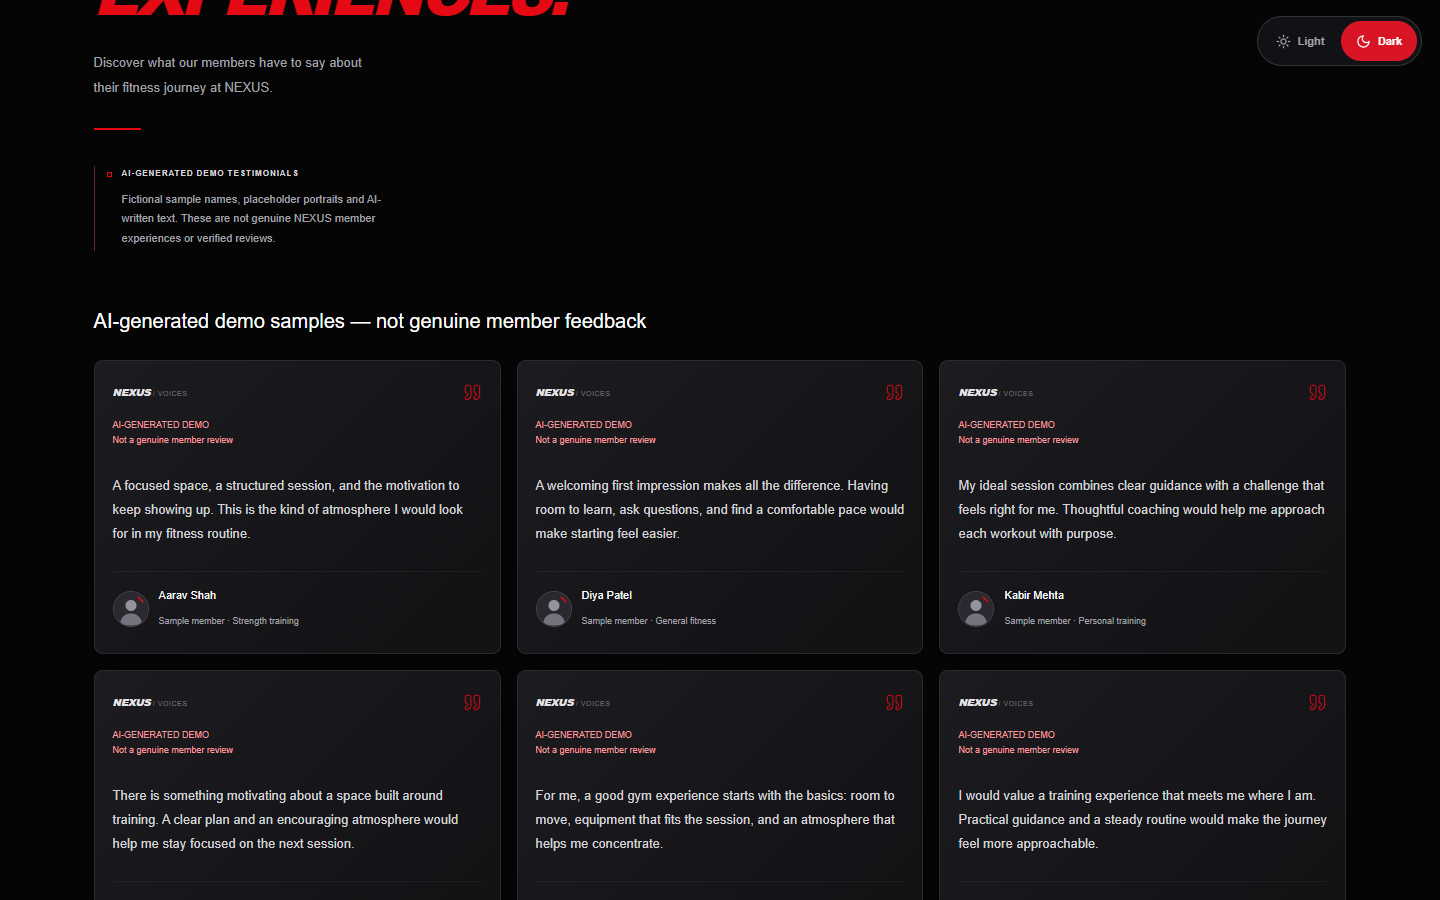 EXPERIENCES.
Light
Dark
Discover what our members have to say about
their fitness journey at NEXUS.
AI-GENERATED DEMO TESTIMONIALS
Fictional sample names, placeholder portraits and AI-
written text. These are not genuine NEXUS member
experiences or verified reviews.
AI-generated demo samples — not genuine member feedback
NEXUS / VOICES
AI-GENERATED DEMO
Not a genuine member review
A focused space, a structured session, and the motivation to
keep showing up. This is the kind of atmosphere I would look
for in my fitness routine.
Aarav Shah
Sample member · Strength training
NEXUS / VOICES
AI-GENERATED DEMO
Not a genuine member review
A welcoming first impression makes all the difference. Having
room to learn, ask questions, and find a comfortable pace would
make starting feel easier.
Diya Patel
Sample member · General fitness
NEXUS / VOICES
AI-GENERATED DEMO
Not a genuine member review
My ideal session combines clear guidance with a challenge that
feels right for me. Thoughtful coaching would help me approach
each workout with purpose.
Kabir Mehta
Sample member · Personal training
NEXUS / VOICES
AI-GENERATED DEMO
Not a genuine member review
There is something motivating about a space built around
training. A clear plan and an encouraging atmosphere would
help me stay focused on the next session.
NEXUS / VOICES
AI-GENERATED DEMO
Not a genuine member review
For me, a good gym experience starts with the basics: room to
move, equipment that fits the session, and an atmosphere that
helps me concentrate.
NEXUS / VOICES
AI-GENERATED DEMO
Not a genuine member review
I would value a training experience that meets me where I am.
Practical guidance and a steady routine would make the journey
feel more approachable.